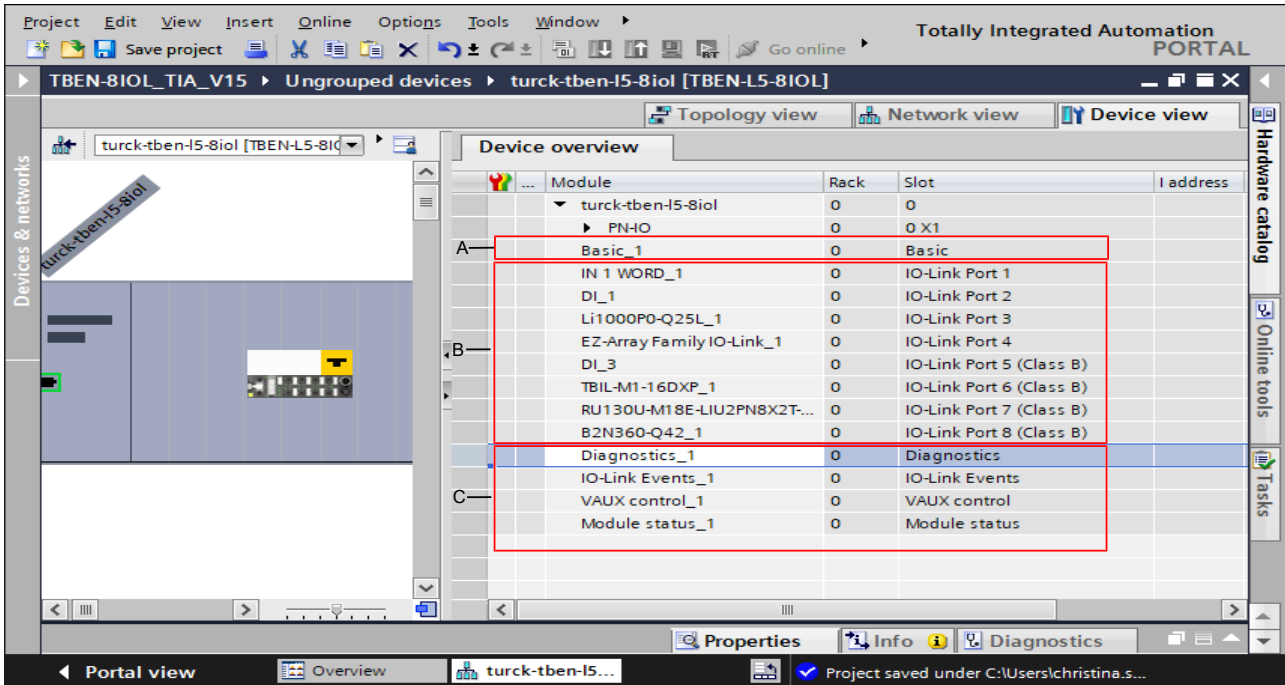 Project Edit View Insert Online Options Tools Window
Totally Integrated Automation
PORTAL
Save project
Go online
TBEN-8IOL_TIA_V15 Ungrouped devices turck-tben-l5-8iol [TBEN-L5-8IOL]
Topology view Network view Device view
turck-tben-l5-8iol [TBEN-L5-8IO
Device overview
... Module Rack Slot I address
turck-tben-l5-8iol 0 0
PN-IO 0 0 X1
A Basic_1 0 Basic
IN 1 WORD_1 0 IO-Link Port 1
DI_1 0 IO-Link Port 2
Li1000P0-Q25L_1 0 IO-Link Port 3
EZ-Array Family IO-Link_1 0 IO-Link Port 4
B
DI_3 0 IO-Link Port 5 (Class B)
TBIL-M1-16DXP_1 0 IO-Link Port 6 (Class B)
RU130U-M18E-LIU2PN8X2T-... 0 IO-Link Port 7 (Class B)
B2N360-Q42_1 0 IO-Link Port 8 (Class B)
Diagnostics_1 0 Diagnostics
IO-Link Events_1 0 IO-Link Events
C VAUX control_1 0 VAUX control
Module status_1 0 Module status
turck-tben-l5-8iol
Devices & networks
Hardware catalog
Online tools
Tasks
Properties Info Diagnostics
Portal view Overview turck-tben-l5... Project saved under C:\Users\christina.s...